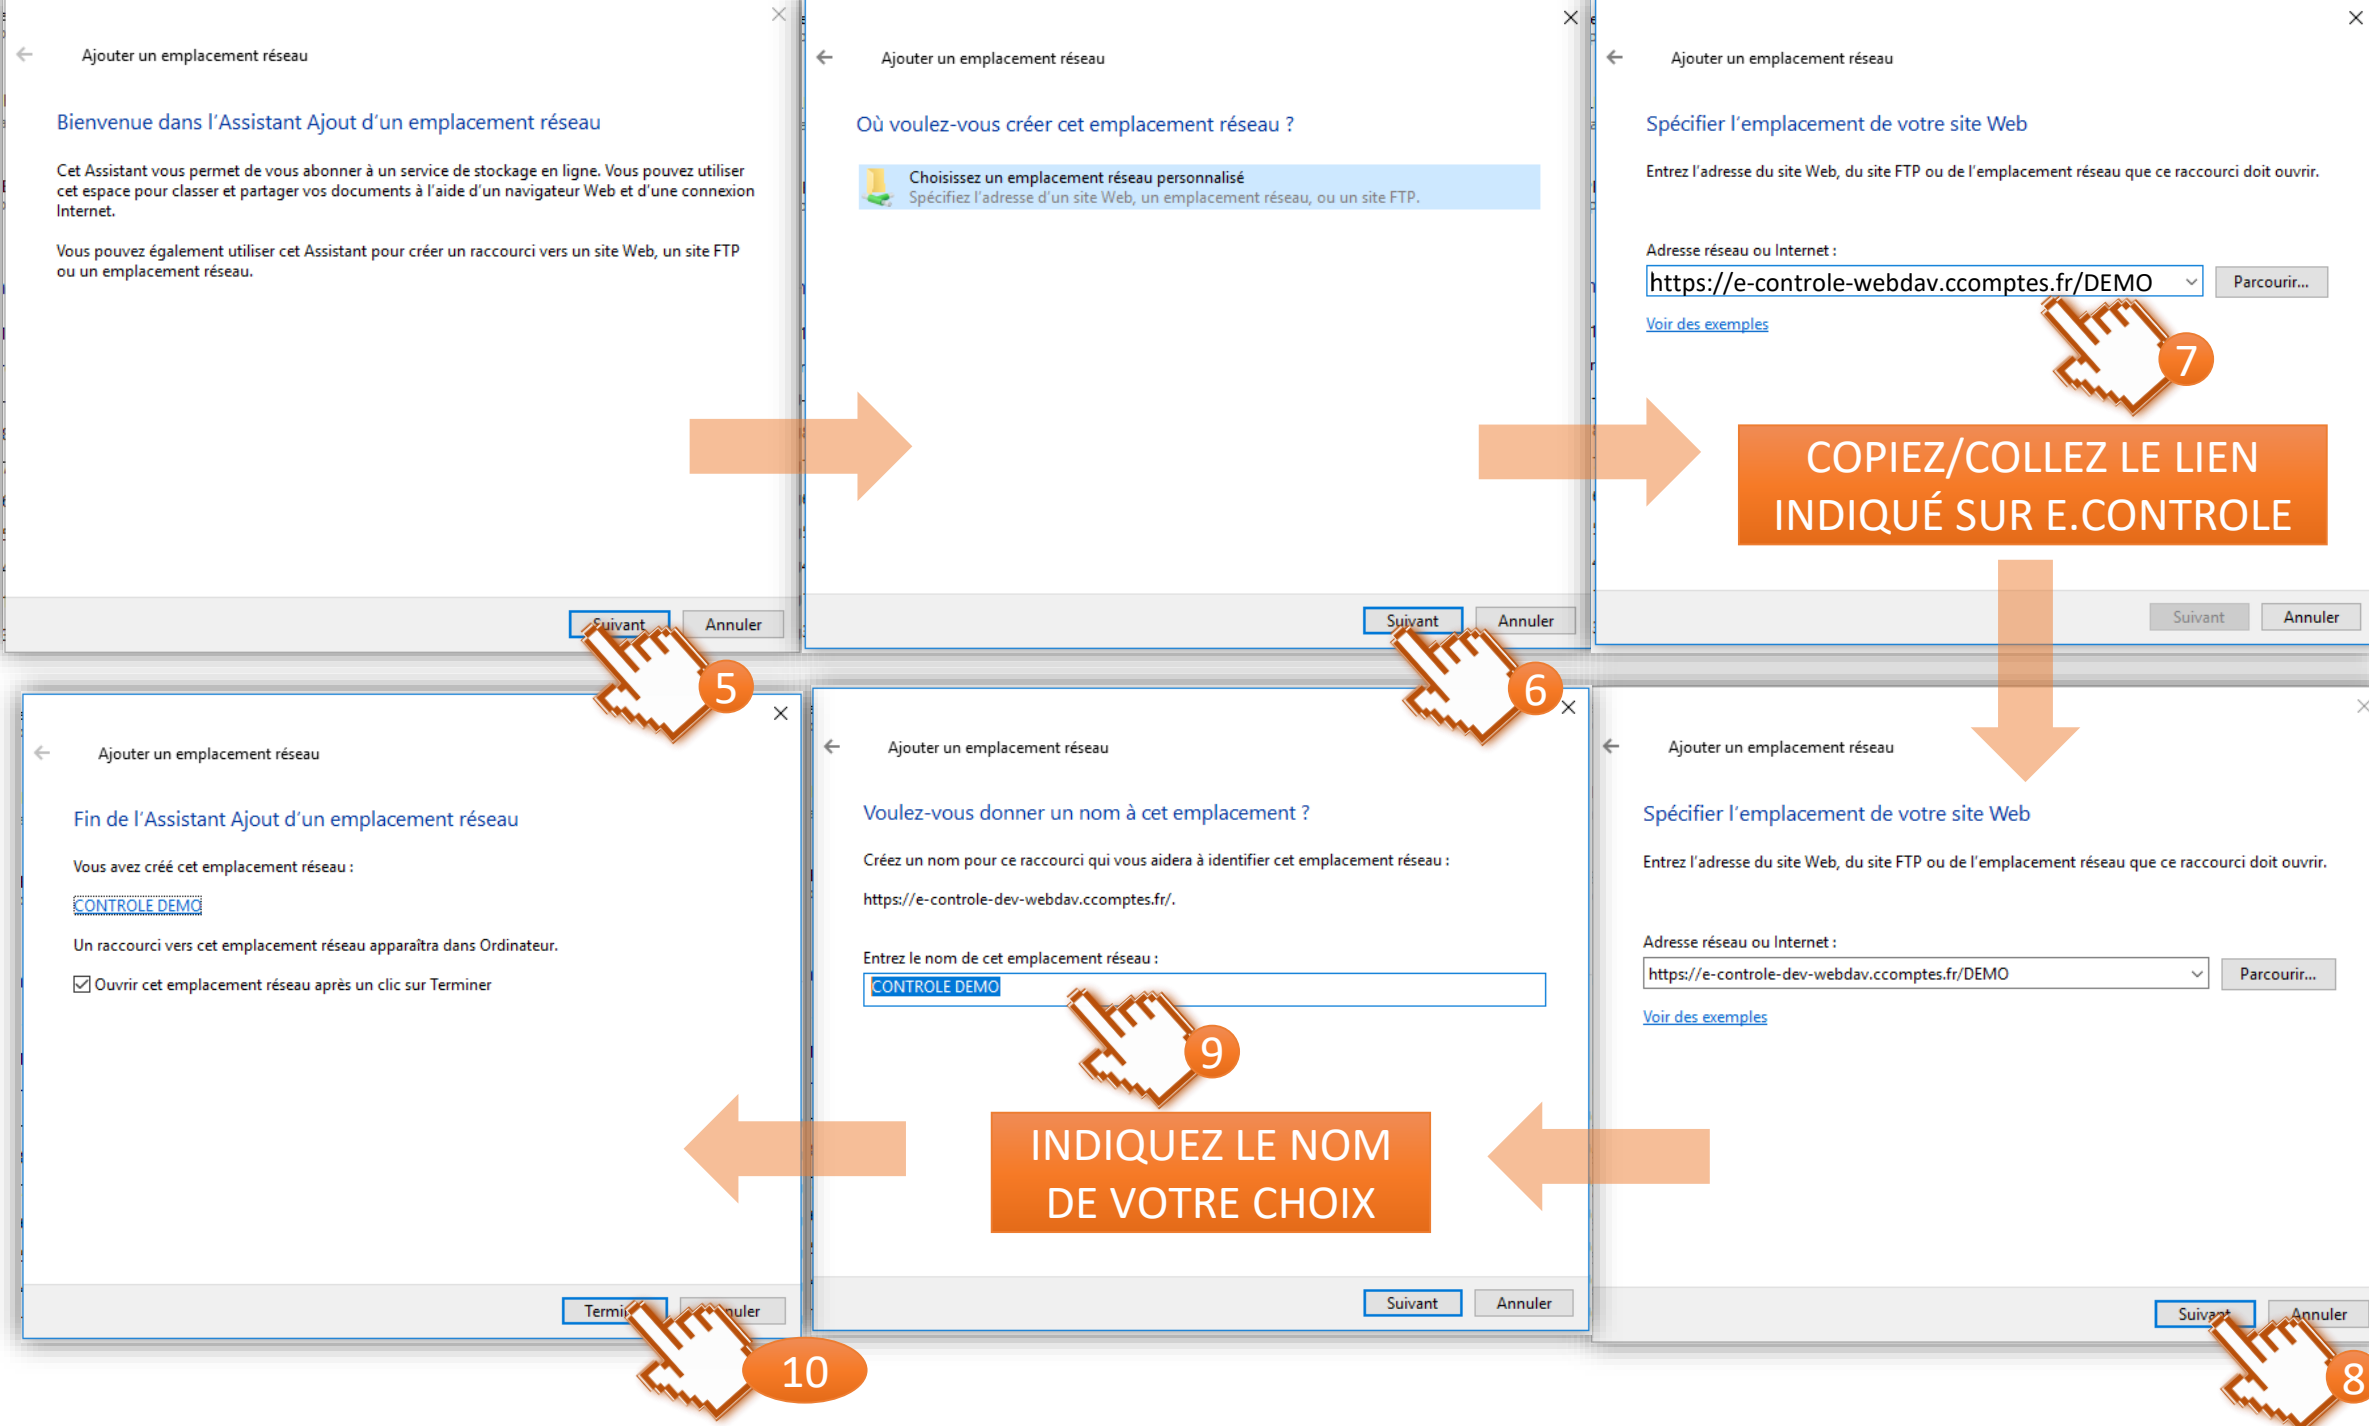 Ajouter un emplacement réseau
Bienvenue dans l'Assistant Ajout d'un emplacement réseau
Cet Assistant vous permet de vous abonner à un service de stockage en ligne. Vous pouvez utiliser
cet espace pour classer et partager vos documents à l'aide d'un navigateur Web et d'une connexion
Internet.
Vous pouvez également utiliser cet Assistant pour créer un raccourci vers un site Web, un site FTP
ou un emplacement réseau.
Suivant
Annuler
5
Ajouter un emplacement réseau
Où voulez-vous créer cet emplacement réseau ?
Choisissez un emplacement réseau personnalisé
Spécifiez l'adresse d'un site Web, un emplacement réseau, ou un site FTP.
Suivant
Annuler
6
Ajouter un emplacement réseau
Spécifier l'emplacement de votre site Web
Entrez l'adresse du site Web, du site FTP ou de l'emplacement réseau que ce raccourci doit ouvrir.
Adresse réseau ou Internet :
https://e-controle-webdav.ccomptes.fr/DEMO
Parcourir...
Voir des exemples
7
COPIEZ/COLLEZ LE LIEN
INDIQUÉ SUR E.CONTROLE
Suivant
Annuler
Ajouter un emplacement réseau
Spécifier l'emplacement de votre site Web
Entrez l'adresse du site Web, du site FTP ou de l'emplacement réseau que ce raccourci doit ouvrir.
Adresse réseau ou Internet :
https://e-controle-dev-webdav.ccomptes.fr/DEMO
Parcourir...
Voir des exemples
Suivant
Annuler
8
Ajouter un emplacement réseau
Voulez-vous donner un nom à cet emplacement ?
Créez un nom pour ce raccourci qui vous aidera à identifier cet emplacement réseau :
https://e-controle-dev-webdav.ccomptes.fr/.
Entrez le nom de cet emplacement réseau :
CONTROLE DEMO
9
INDIQUEZ LE NOM
DE VOTRE CHOIX
Suivant
Annuler
Ajouter un emplacement réseau
Fin de l'Assistant Ajout d'un emplacement réseau
Vous avez créé cet emplacement réseau :
CONTROLE DEMO
Un raccourci vers cet emplacement réseau apparaîtra dans Ordinateur.
Ouvrir cet emplacement réseau après un clic sur Terminer
10